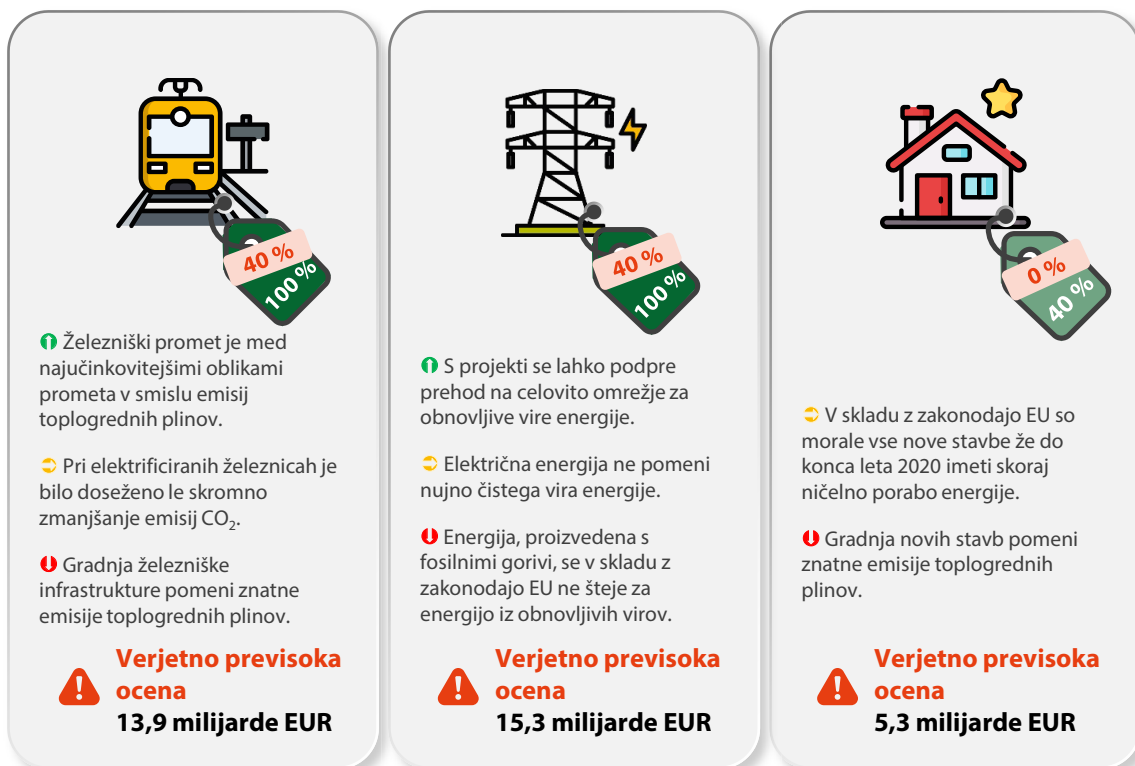 40 %
100 %
Železniški promet je med
najučinkovitejšimi oblikami
prometa v smislu emisij
toplogrednih plinov.
Pri elektrificiranih železnicah je
bilo doseženo le skromno
zmanjšanje emisij CO₂.
Gradnja železniške
infrastrukture pomeni znatne
emisije toplogrednih plinov.
Verjetno previsoka
ocena
13,9 milijarde EUR
40 %
100 %
S projekti se lahko podpre
prehod na celovito omrežje za
obnovljive vire energije.
Električna energija ne pomeni
nujno čistega vira energije.
Energija, proizvedena s
fosilnimi gorivi, se v skladu z
zakonodajo EU ne šteje za
energijo iz obnovljivih virov.
Verjetno previsoka
ocena
15,3 milijarde EUR
0 %
40 %
V skladu z zakonodajo EU so
morale vse nove stavbe že do
konca leta 2020 imeti skoraj
ničelno porabo energije.
Gradnja novih stavb pomeni
znatne emisije toplogrednih
plinov.
Verjetno previsoka
ocena
5,3 milijarde EUR